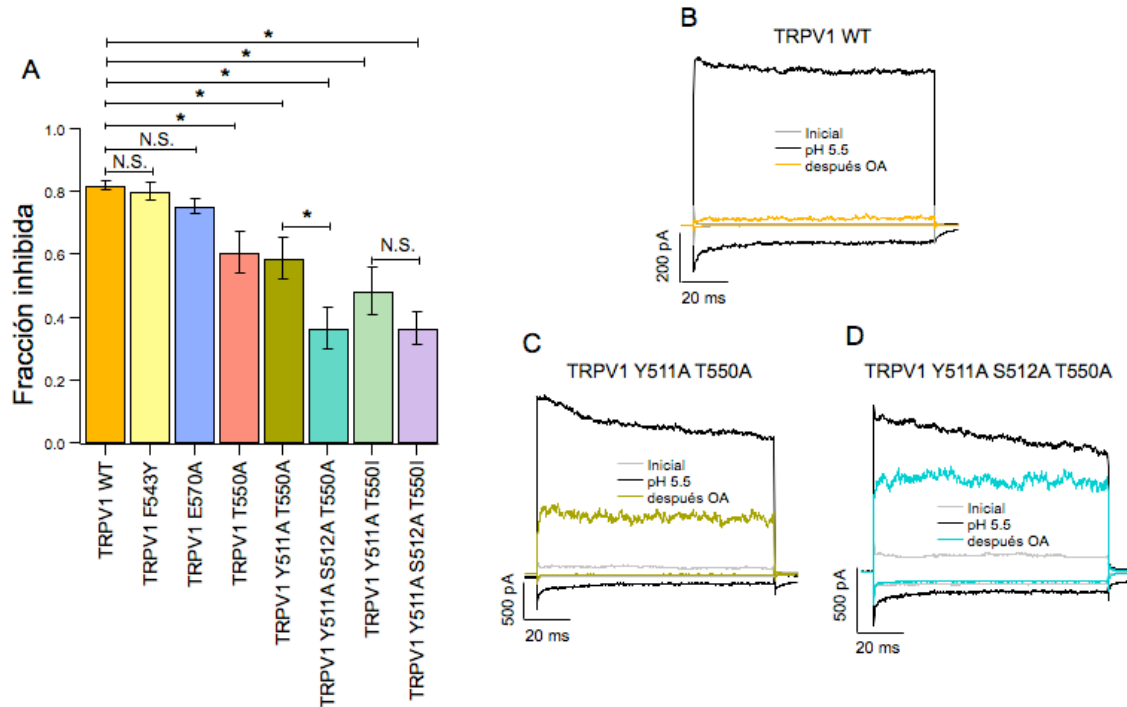 A
*
*
*
*
*
N.S.
N.S.
*
N.S.
Fracción inhibida
1.0
0.8
0.6
0.4
0.2
0.0
TRPV1 WT
TRPV1 F543Y
TRPV1 E570A
TRPV1 T550A
TRPV1 Y511A T550A
TRPV1 Y511A S512A T550A
TRPV1 Y511A T550I
TRPV1 Y511A S512A T550I
B
TRPV1 WT
Inicial
pH 5.5
después OA
200 pA
20 ms
C
TRPV1 Y511A T550A
Inicial
pH 5.5
después OA
500 pA
20 ms
D
TRPV1 Y511A S512A T550A
Inicial
pH 5.5
después OA
500 pA
20 ms